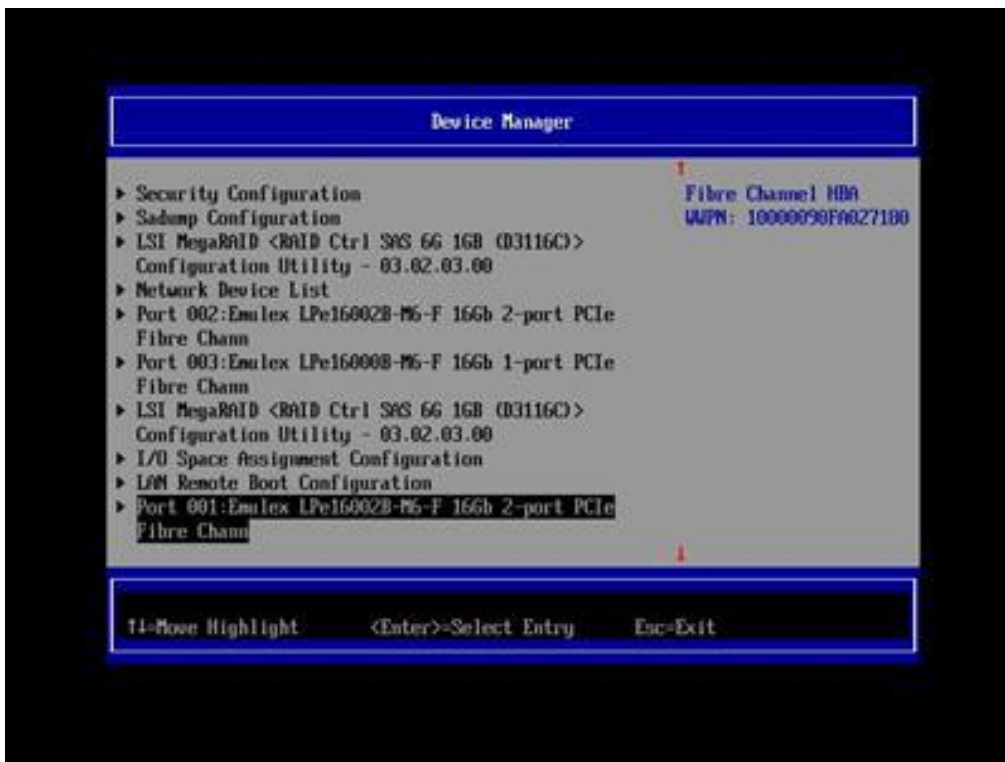 Device Manager
▶ Security Configuration
▶ Sadump Configuration
▶ LSI MegaRAID <RAID Ctrl SAS 6G 1GB (D3116C)>
Configuration Utility - 03.02.03.00
▶ Network Device List
▶ Port 002:Emulex LPe16002B-M6-F 16Gb 2-port PCIe
Fibre Chann
▶ Port 003:Emulex LPe16000B-M6-F 16Gb 1-port PCIe
Fibre Chann
▶ LSI MegaRAID <RAID Ctrl SAS 6G 1GB (D3116C)>
Configuration Utility - 03.02.03.00
▶ I/O Space Assignment Configuration
▶ LAN Remote Boot Configuration
▶ Port 001:Emulex LPe16002B-M6-F 16Gb 2-port PCIe
Fibre Chann
Fibre Channel HBA
WWPN: 10000090FA027180
↑↓=Move Highlight <Enter>=Select Entry Esc=Exit